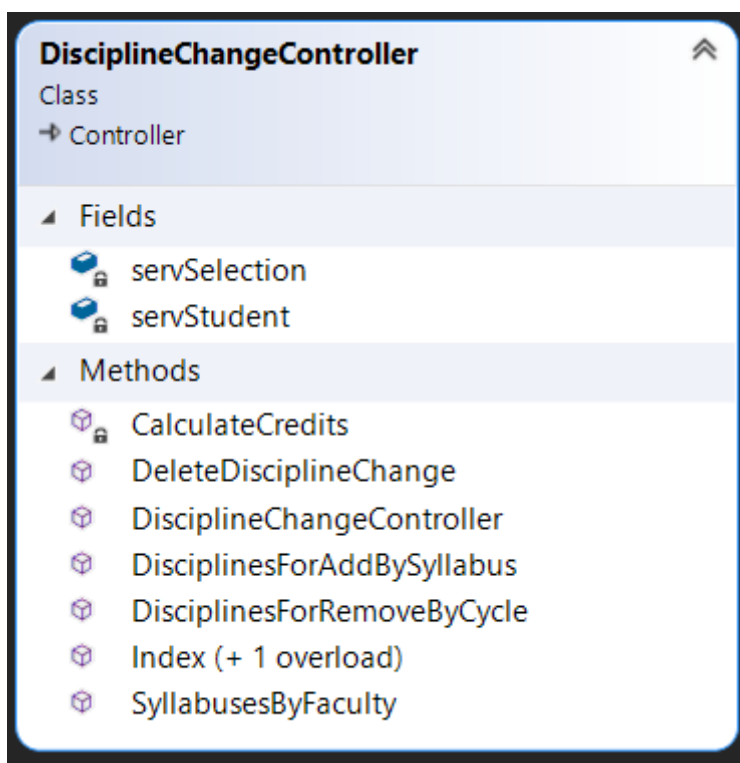 DisciplineChangeController
Class
Controller
Fields
servSelection
servStudent
Methods
CalculateCredits
DeleteDisciplineChange
DisciplineChangeController
DisciplinesForAddBySyllabus
DisciplinesForRemoveByCycle
Index (+ 1 overload)
SyllabusesByFaculty